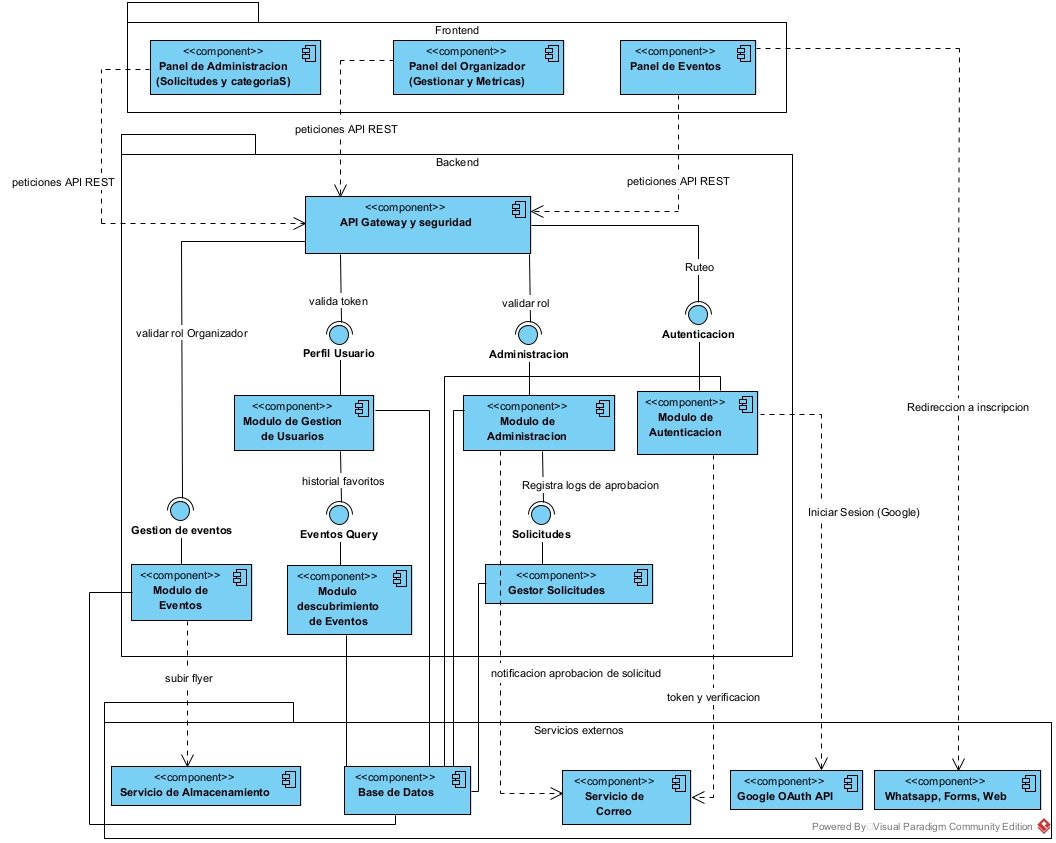 Frontend
<<component>>
Panel de Administracion
(Solicitudes y categoriaS)
<<component>>
Panel del Organizador
(Gestionar y Metricas)
<<component>>
Panel de Eventos
peticiones API REST
peticiones API REST
peticiones API REST
Backend
<<component>>
API Gateway y seguridad
Ruteo
valida token
validar rol
validar rol Organizador
Perfil Usuario
Administracion
Autenticacion
<<component>>
Modulo de Gestion
de Usuarios
<<component>>
Modulo de
Administracion
<<component>>
Modulo de
Autenticacion
Redireccion a inscripcion
historial favoritos
Registra logs de aprobacion
Iniciar Sesion (Google)
Gestion de eventos
Eventos Query
Solicitudes
<<component>>
Modulo de
Eventos
<<component>>
Modulo
descubrimiento
de Eventos
<<component>>
Gestor Solicitudes
subir flyer
notificacion aprobacion de solicitud
token y verificacion
Servicios externos
<<component>>
Servicio de Almacenamiento
<<component>>
Base de Datos
<<component>>
Servicio de
Correo
<<component>>
Google OAuth API
<<component>>
Whatsapp, Forms, Web
Powered By Visual Paradigm Community Edition